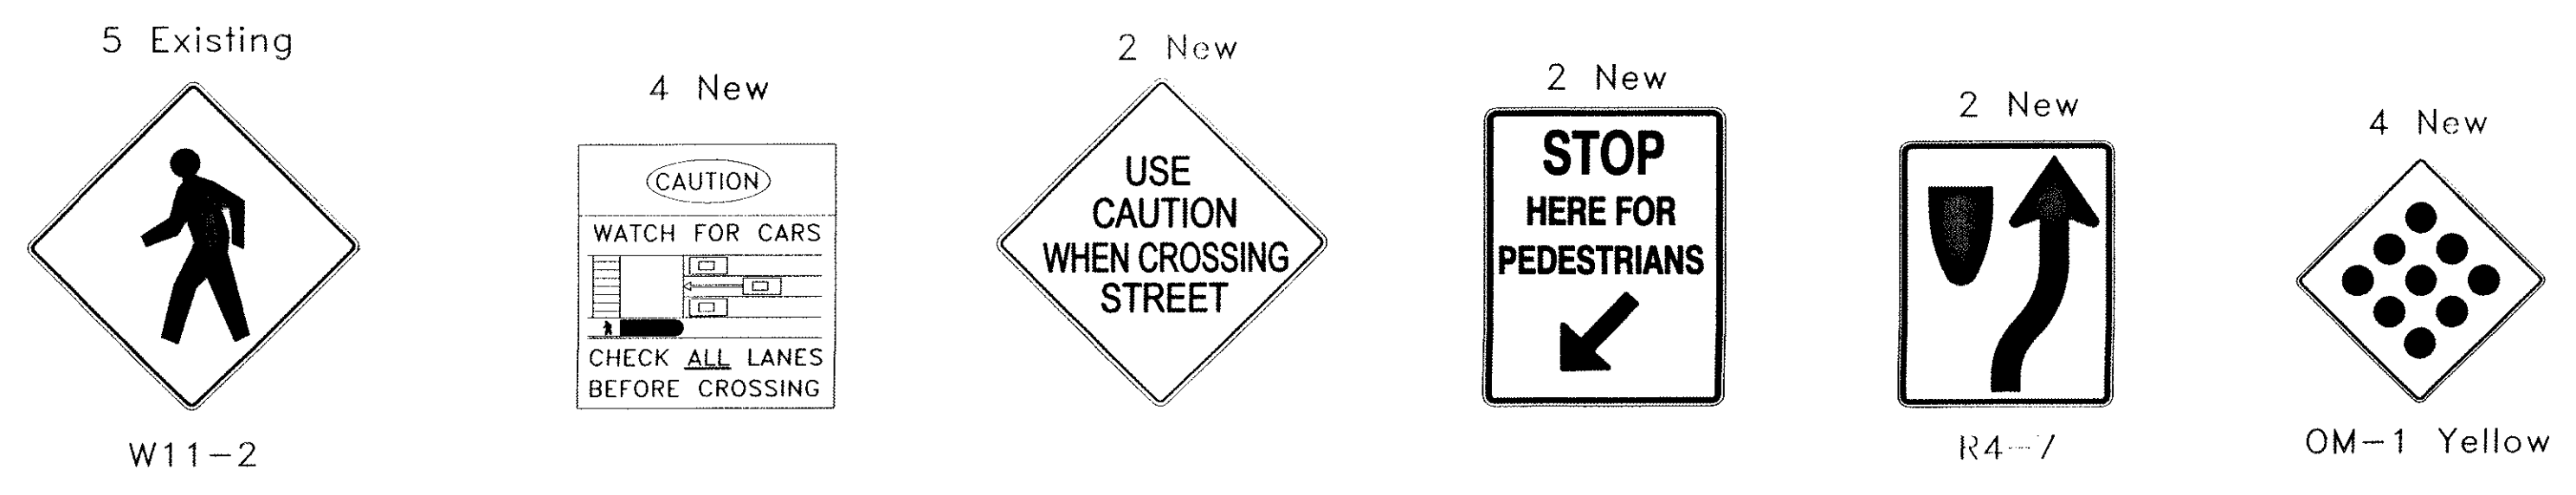 5 Existing
W11-2
4 New
CAUTION
WATCH FOR CARS
CHECK ALL LANES
BEFORE CROSSING
2 New
USE
CAUTION
WHEN CROSSING
STREET
2 New
STOP
HERE FOR
PEDESTRIANS
2 New
R4-7
4 New
OM-1 Yellow